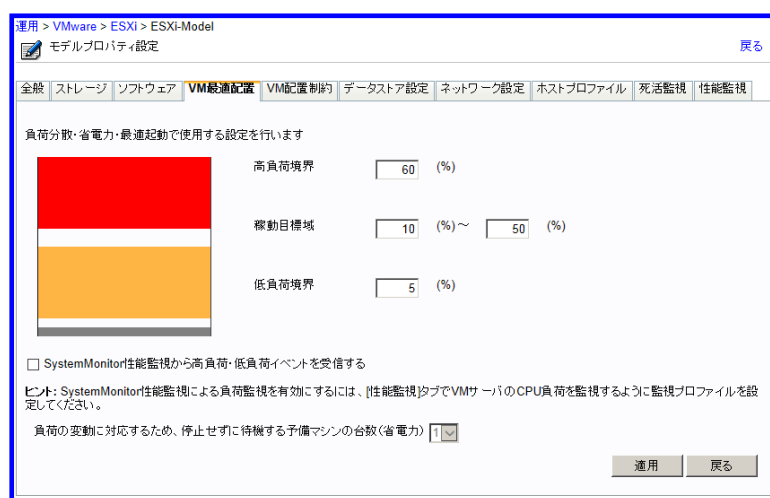 運用 > VMware > ESXi > ESXi-Model
モデルプロパティ設定 戻る
全般 ストレージ ソフトウェア VM最適配置 VM配置制約 データストア設定 ネットワーク設定 ホストプロファイル 死活監視 性能監視
負荷分散・省電力・最適起動で使用する設定を行います
高負荷境界 60 (%)
稼動目標域 10 (%)～ 50 (%)
低負荷境界 5 (%)
SystemMonitor性能監視から高負荷・低負荷イベントを受信する
ヒント: SystemMonitor性能監視による負荷監視を有効にするには、[性能監視]タブでVMサーバのCPU負荷を監視するように監視プロファイルを設
定してください。
負荷の変動に対応するため、停止せずに待機する予備マシンの台数(省電力) 1
適用 戻る